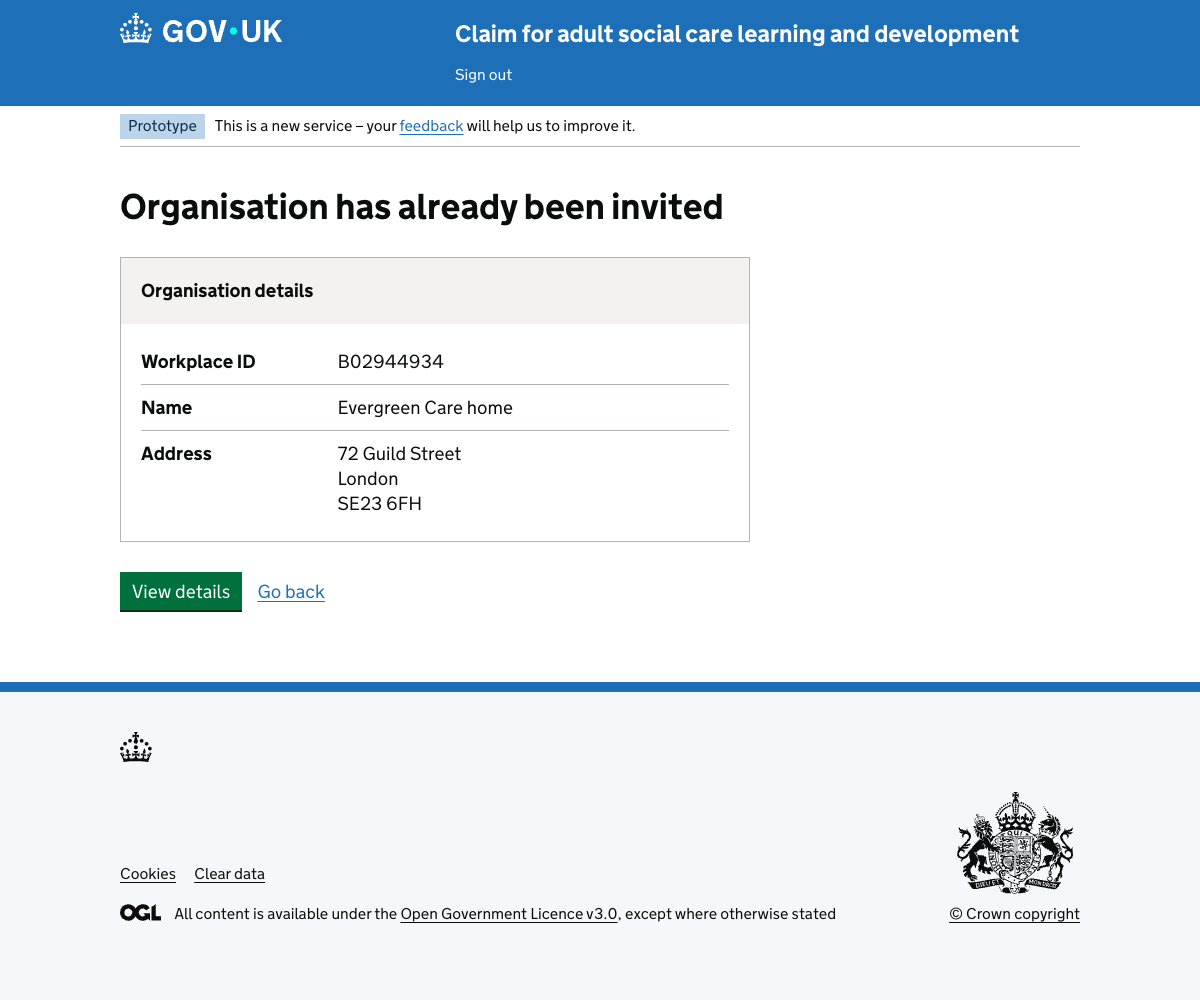 GOV·UK
Claim for adult social care learning and development
Sign out
Prototype This is a new service – your feedback will help us to improve it.
Organisation has already been invited
Organisation details
Workplace ID B02944934
Name Evergreen Care home
Address 72 Guild Street
London
SE23 6FH
View details Go back
Cookies Clear data
OGL All content is available under the Open Government Licence v3.0, except where otherwise stated
© Crown copyright